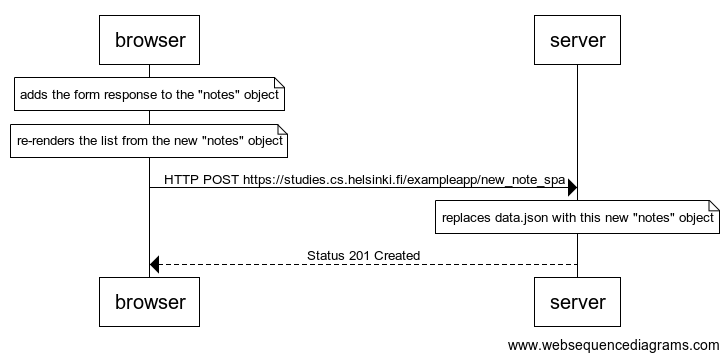 browser
server
adds the form response to the "notes" object
re-renders the list from the new "notes" object
HTTP POST https://studies.cs.helsinki.fi/exampleapp/new_note_spa
replaces data.json with this new "notes" object
Status 201 Created
browser
server
www.websequencediagrams.com